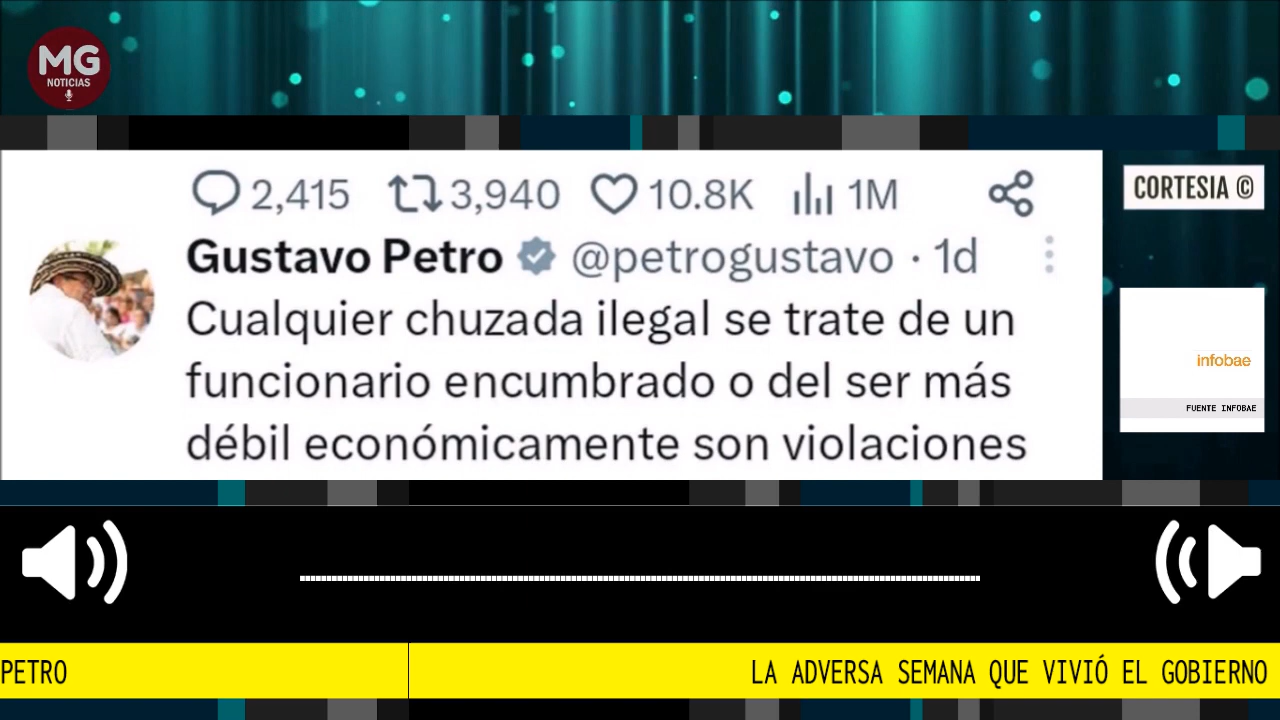 MG
NOTICIAS
2,415 3,940 10.8K 1M
Gustavo Petro @petrogustavo · 1d
Cualquier chuzada ilegal se trate de un
funcionario encumbrado o del ser más
débil económicamente son violaciones
CORTESIA ©
infobae
FUENTE INFOBAE
PETRO
LA ADVERSA SEMANA QUE VIVIÓ EL GOBIERNO